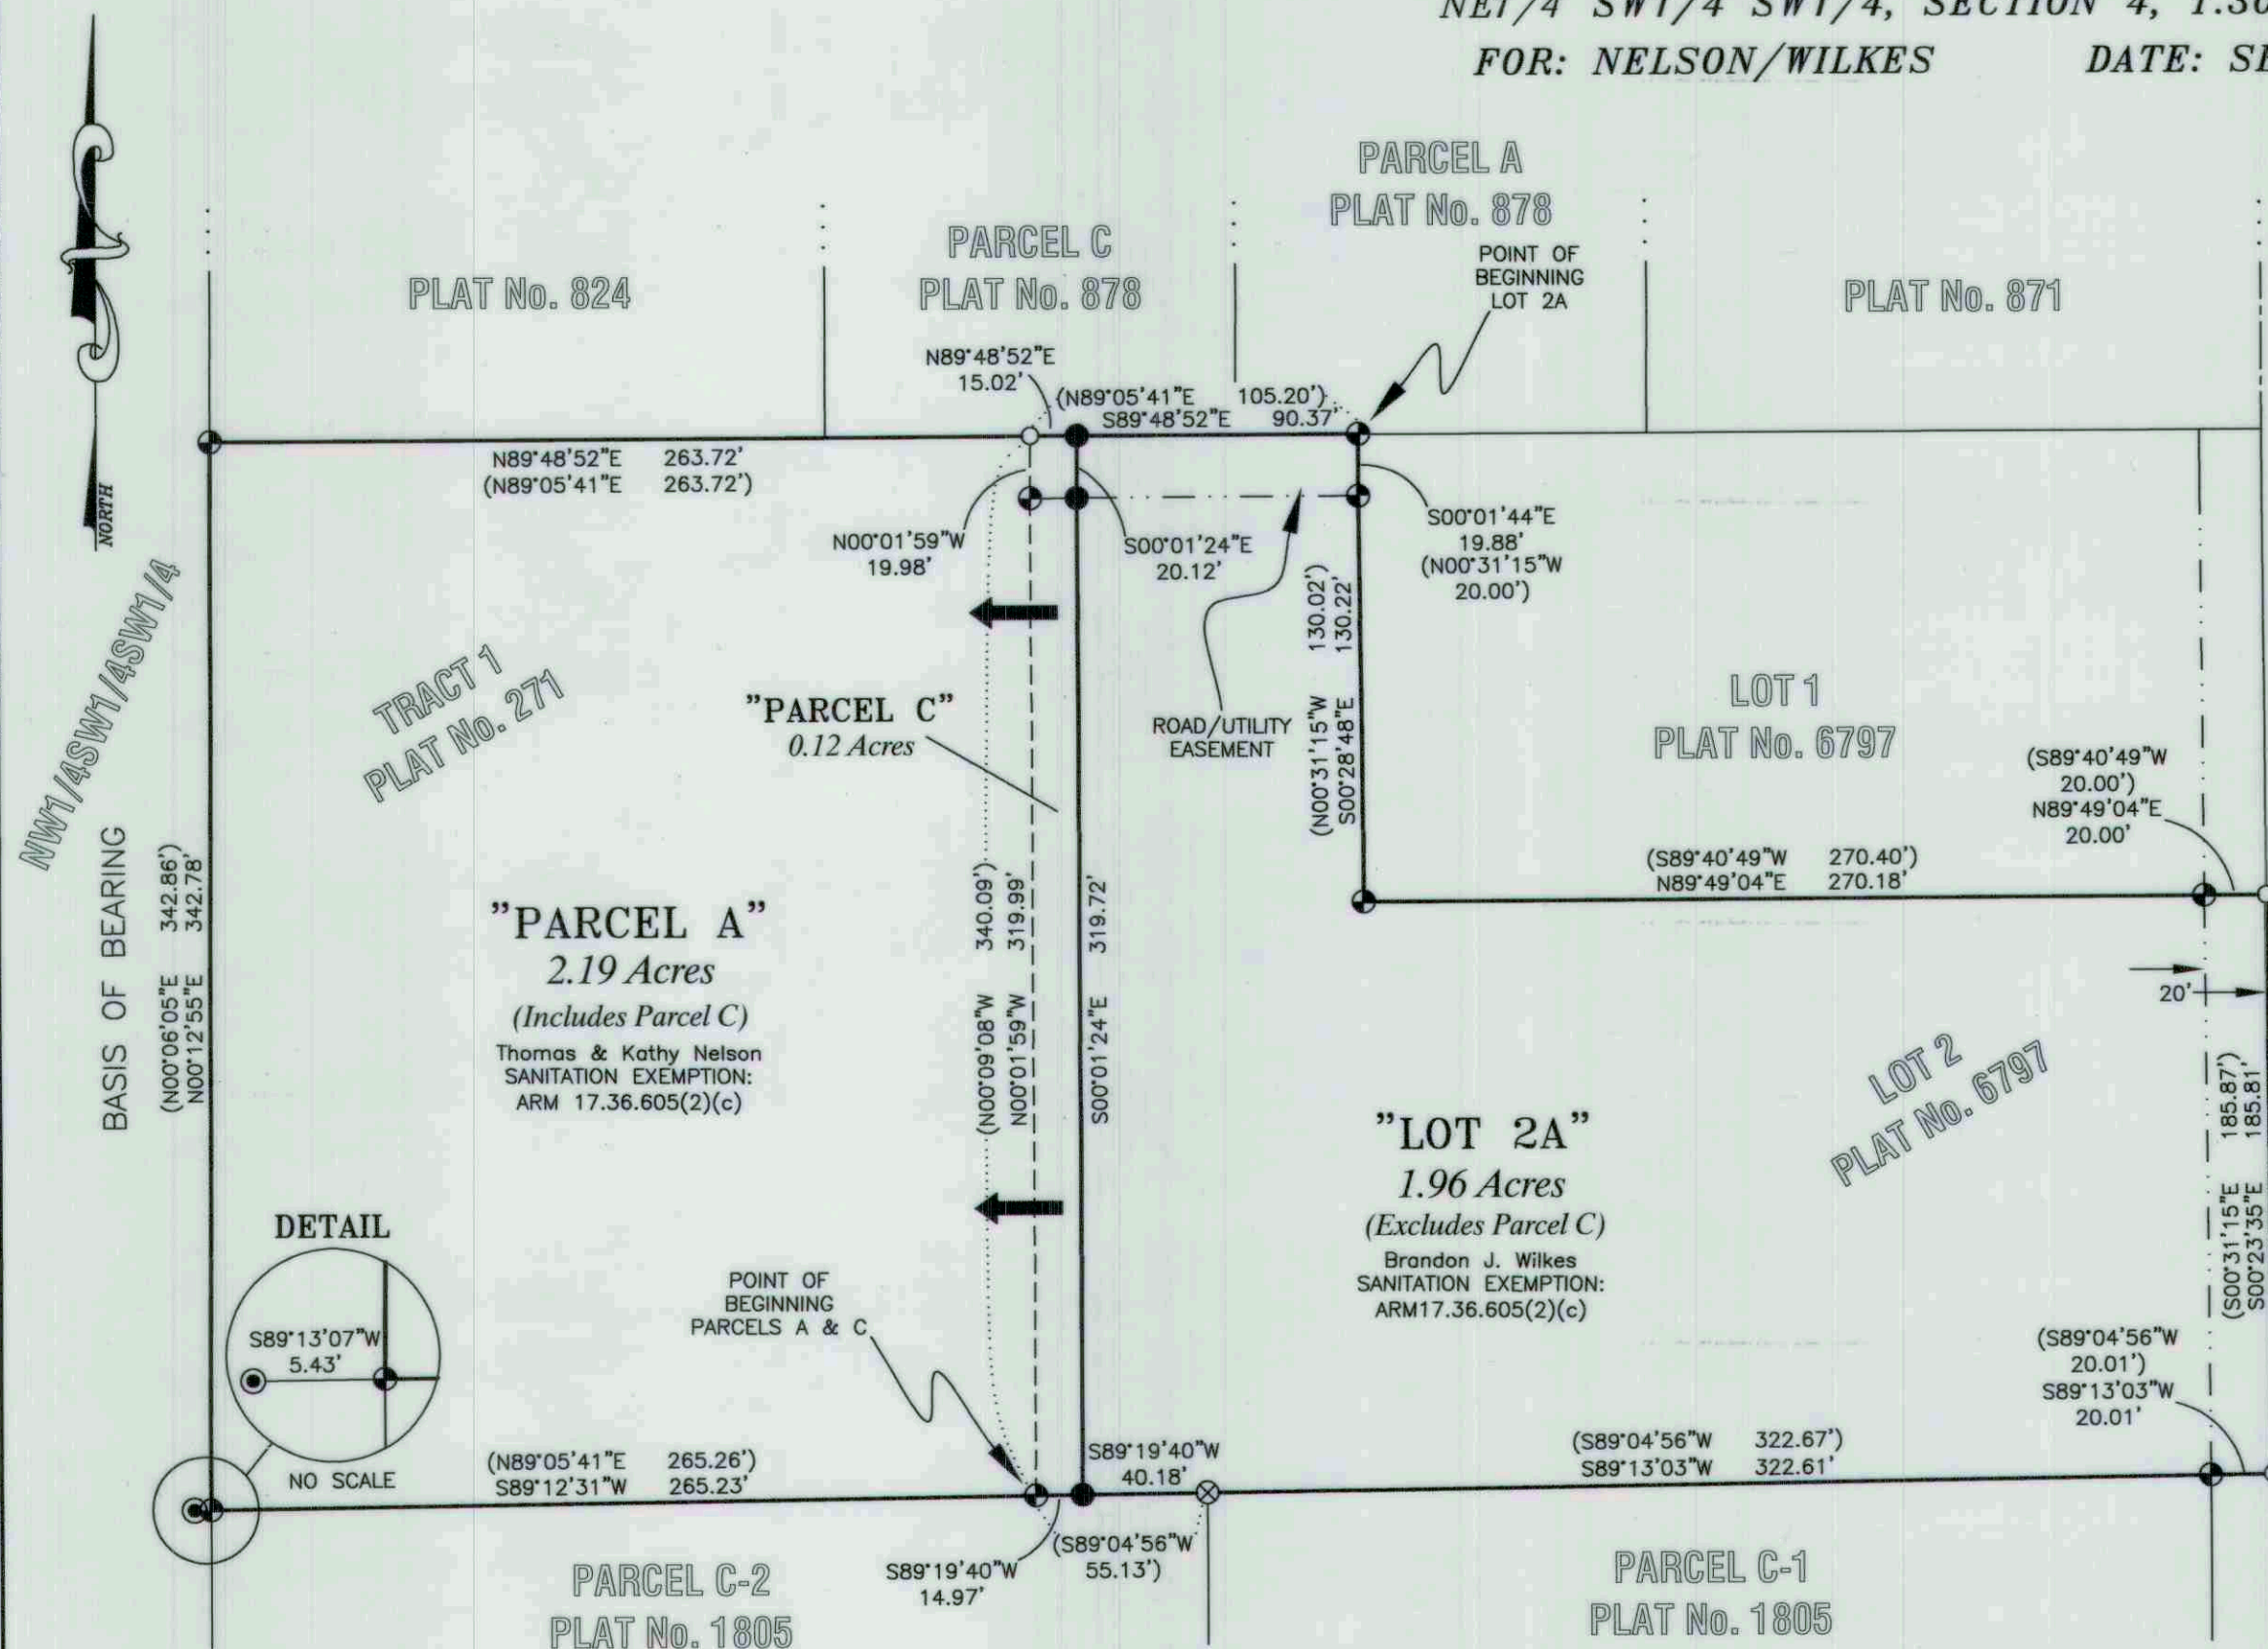 NE1/4 SW1/4 SW1/4, SECTION 4,
FOR: NELSON/WILKES DATE:
PARCEL A
PLAT No. 878
PARCEL C
PLAT No. 878
PLAT No. 824
POINT OF
BEGINNING
LOT 2A
PLAT No. 871
N89°48'52"E
15.02'
(N89°05'41"E 105.20')
S89°48'52"E 90.37'
N89°48'52"E 263.72'
(N89°05'41"E 263.72')
NORTH
N00°01'59"W
19.98'
S00°01'24"E
20.12'
S00°01'44"E
19.88'
(N00°31'15"W
20.00')
NW1/4SW1/4SW1/4
TRACT 1
PLAT No. 271
"PARCEL C"
0.12 Acres
ROAD/UTILITY
EASEMENT
(N00°31'15"W 130.02')
S00°28'48"E 130.22'
LOT 1
PLAT No. 6797
(S89°40'49"W
20.00')
N89°49'04"E
20.00'
(S89°40'49"W 270.40')
N89°49'04"E 270.18'
BASIS OF BEARING
(N00°06'05"E 342.86')
N00°12'55"E 342.78'
"PARCEL A"
2.19 Acres
(Includes Parcel C)
Thomas & Kathy Nelson
SANITATION EXEMPTION:
ARM 17.36.605(2)(c)
(N00°09'08"W 340.09')
N00°01'59"W 319.99'
S00°01'24"E 319.72'
20'
LOT 2
PLAT No. 6797
"LOT 2A"
1.96 Acres
(Excludes Parcel C)
Brandon J. Wilkes
SANITATION EXEMPTION:
ARM17.36.605(2)(c)
(S00°31'15"E 185.87')
S00°23'35"E 185.81'
DETAIL
S89°13'07"W
5.43'
NO SCALE
POINT OF
BEGINNING
PARCELS A & C
(N89°05'41"E 265.26')
S89°12'31"W 265.23'
S89°19'40"W
40.18'
(S89°04'56"W 322.67')
S89°13'03"W 322.61'
(S89°04'56"W
20.01')
S89°13'03"W
20.01'
S89°19'40"W
14.97'
(S89°04'56"W
55.13')
PARCEL C-2
PLAT No. 1805
PARCEL C-1
PLAT No. 1805